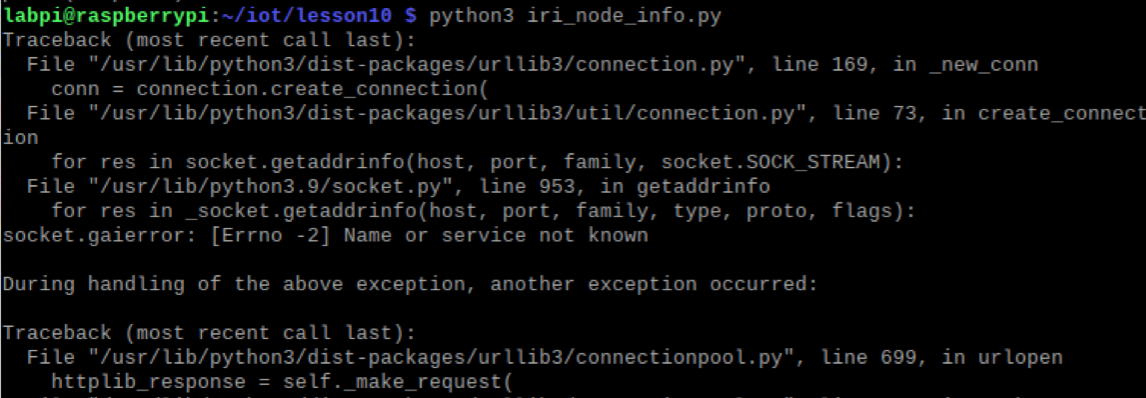 labpi@raspberrypi:~/iot/lesson10 $ python3 iri_node_info.py
Traceback (most recent call last):
  File "/usr/lib/python3/dist-packages/urllib3/connection.py", line 169, in _new_conn
    conn = connection.create_connection(
  File "/usr/lib/python3/dist-packages/urllib3/util/connection.py", line 73, in create_connect
ion
    for res in socket.getaddrinfo(host, port, family, socket.SOCK_STREAM):
  File "/usr/lib/python3.9/socket.py", line 953, in getaddrinfo
    for res in _socket.getaddrinfo(host, port, family, type, proto, flags):
socket.gaierror: [Errno -2] Name or service not known

During handling of the above exception, another exception occurred:

Traceback (most recent call last):
  File "/usr/lib/python3/dist-packages/urllib3/connectionpool.py", line 699, in urlopen
    httplib_response = self._make_request(